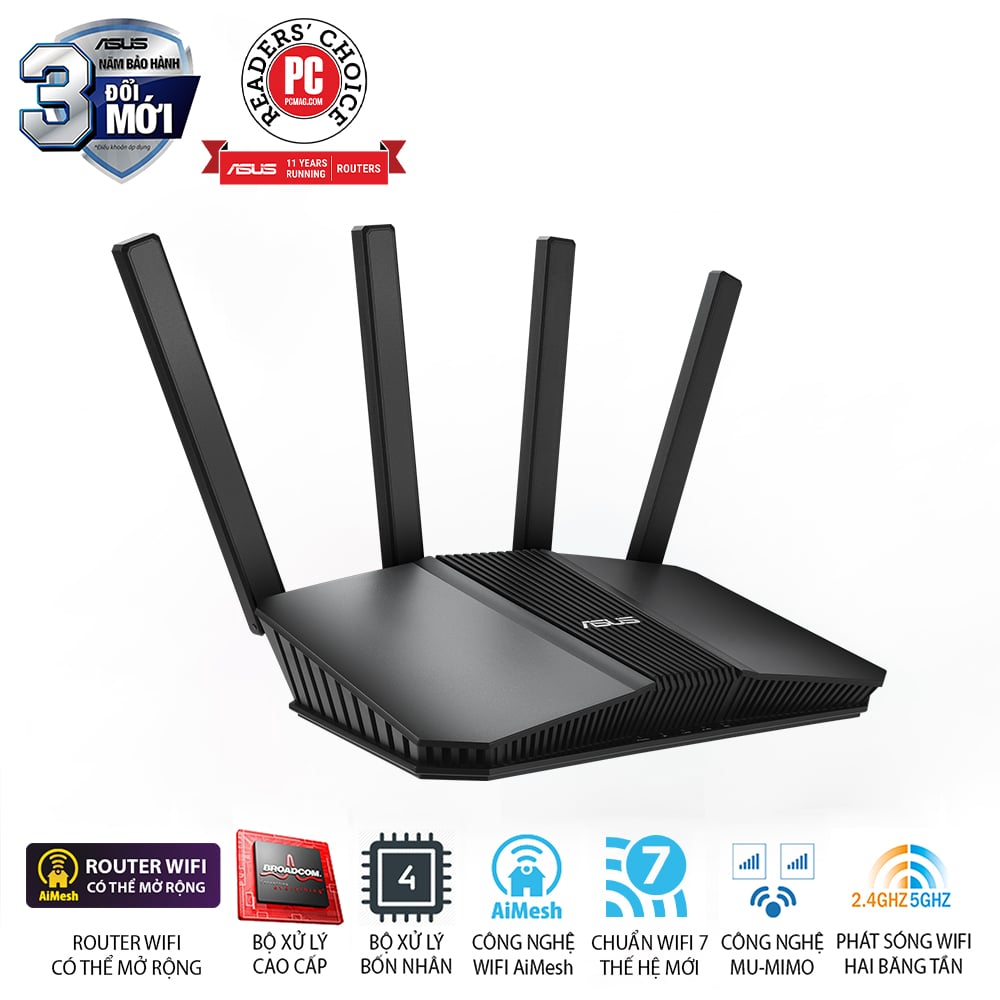 ASUS
3 NĂM BẢO HÀNH
ĐỔI
MỚI
*Điều khoản áp dụng
READERS' CHOICE
PC
PCMAG.COM
ASUS 11 YEARS RUNNING ROUTERS
ASUS
AiMesh
ROUTER WIFI
CÓ THỂ MỞ RỘNG
BROADCOM
4
AiMesh
7
2.4GHZ 5GHZ
ROUTER WIFI
CÓ THỂ MỞ RỘNG
BỘ XỬ LÝ
CAO CẤP
BỘ XỬ LÝ
BỐN NHÂN
CÔNG NGHỆ
WIFI AiMesh
CHUẨN WIFI 7
THẾ HỆ MỚI
CÔNG NGHỆ
MU-MIMO
PHÁT SÓNG WIFI
HAI BĂNG TẦN